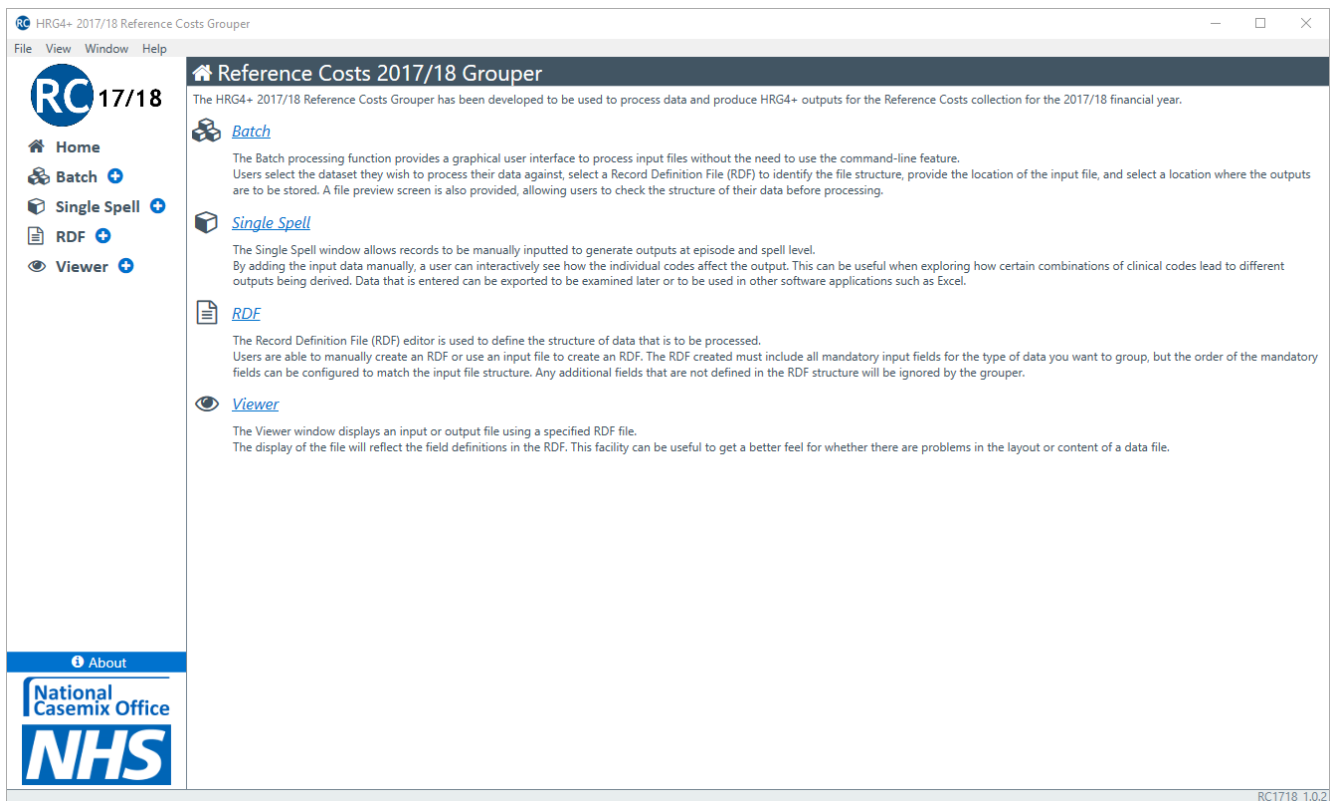 RC HRG4+ 2017/18 Reference Costs Grouper
File View Window Help
RC 17/18
Home
Batch
Single Spell
RDF
Viewer
Reference Costs 2017/18 Grouper
The HRG4+ 2017/18 Reference Costs Grouper has been developed to be used to process data and produce HRG4+ outputs for the Reference Costs collection for the 2017/18 financial year.
Batch
The Batch processing function provides a graphical user interface to process input files without the need to use the command-line feature.
Users select the dataset they wish to process their data against, select a Record Definition File (RDF) to identify the file structure, provide the location of the input file, and select a location where the outputs
are to be stored. A file preview screen is also provided, allowing users to check the structure of their data before processing.
Single Spell
The Single Spell window allows records to be manually inputted to generate outputs at episode and spell level.
By adding the input data manually, a user can interactively see how the individual codes affect the output. This can be useful when exploring how certain combinations of clinical codes lead to different
outputs being derived. Data that is entered can be exported to be examined later or to be used in other software applications such as Excel.
RDF
The Record Definition File (RDF) editor is used to define the structure of data that is to be processed.
Users are able to manually create an RDF or use an input file to create an RDF. The RDF created must include all mandatory input fields for the type of data you want to group, but the order of the mandatory
fields can be configured to match the input file structure. Any additional fields that are not defined in the RDF structure will be ignored by the grouper.
Viewer
The Viewer window displays an input or output file using a specified RDF file.
The display of the file will reflect the field definitions in the RDF. This facility can be useful to get a better feel for whether there are problems in the layout or content of a data file.
About
National
Casemix Office
NHS
RC1718 1.0.2